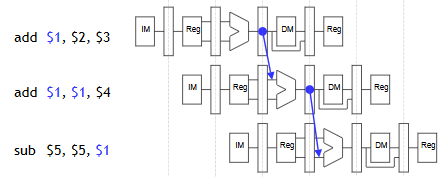 add $1, $2, $3 IM Reg DM Reg
add $1, $1, $4 IM Reg DM Reg
sub $5, $5, $1 IM Reg DM Reg